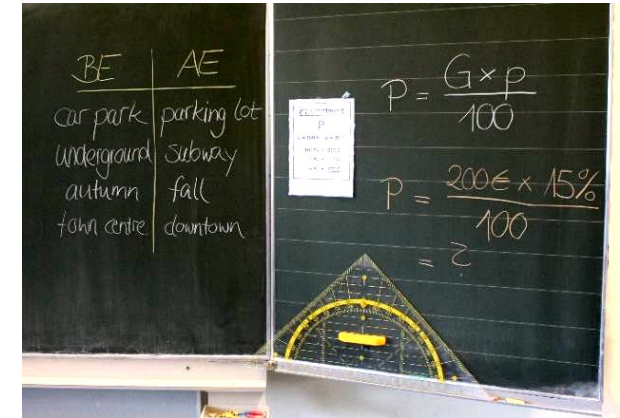 BE AE
car park parking lot
underground subway
autumn fall
town centre downtown
P
P = G×p
100
P = 200€ × 15%
100
= ?